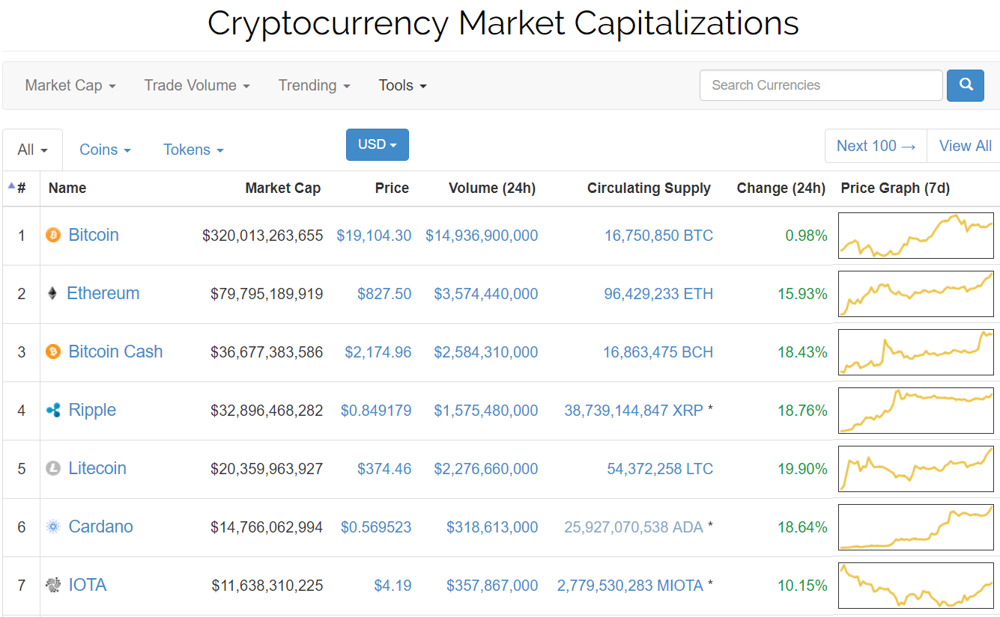 Cryptocurrency Market Capitalizations
Market Cap Trade Volume Trending Tools Search Currencies
All Coins Tokens USD Next 100 → View All
# Name Market Cap Price Volume (24h) Circulating Supply Change (24h) Price Graph (7d)
1 Bitcoin $320,013,263,655 $19,104.30 $14,936,900,000 16,750,850 BTC 0.98%
2 Ethereum $79,795,189,919 $827.50 $3,574,440,000 96,429,233 ETH 15.93%
3 Bitcoin Cash $36,677,383,586 $2,174.96 $2,584,310,000 16,863,475 BCH 18.43%
4 Ripple $32,896,468,282 $0.849179 $1,575,480,000 38,739,144,847 XRP * 18.76%
5 Litecoin $20,359,963,927 $374.46 $2,276,660,000 54,372,258 LTC 19.90%
6 Cardano $14,766,062,994 $0.569523 $318,613,000 25,927,070,538 ADA * 18.64%
7 IOTA $11,638,310,225 $4.19 $357,867,000 2,779,530,283 MIOTA * 10.15%